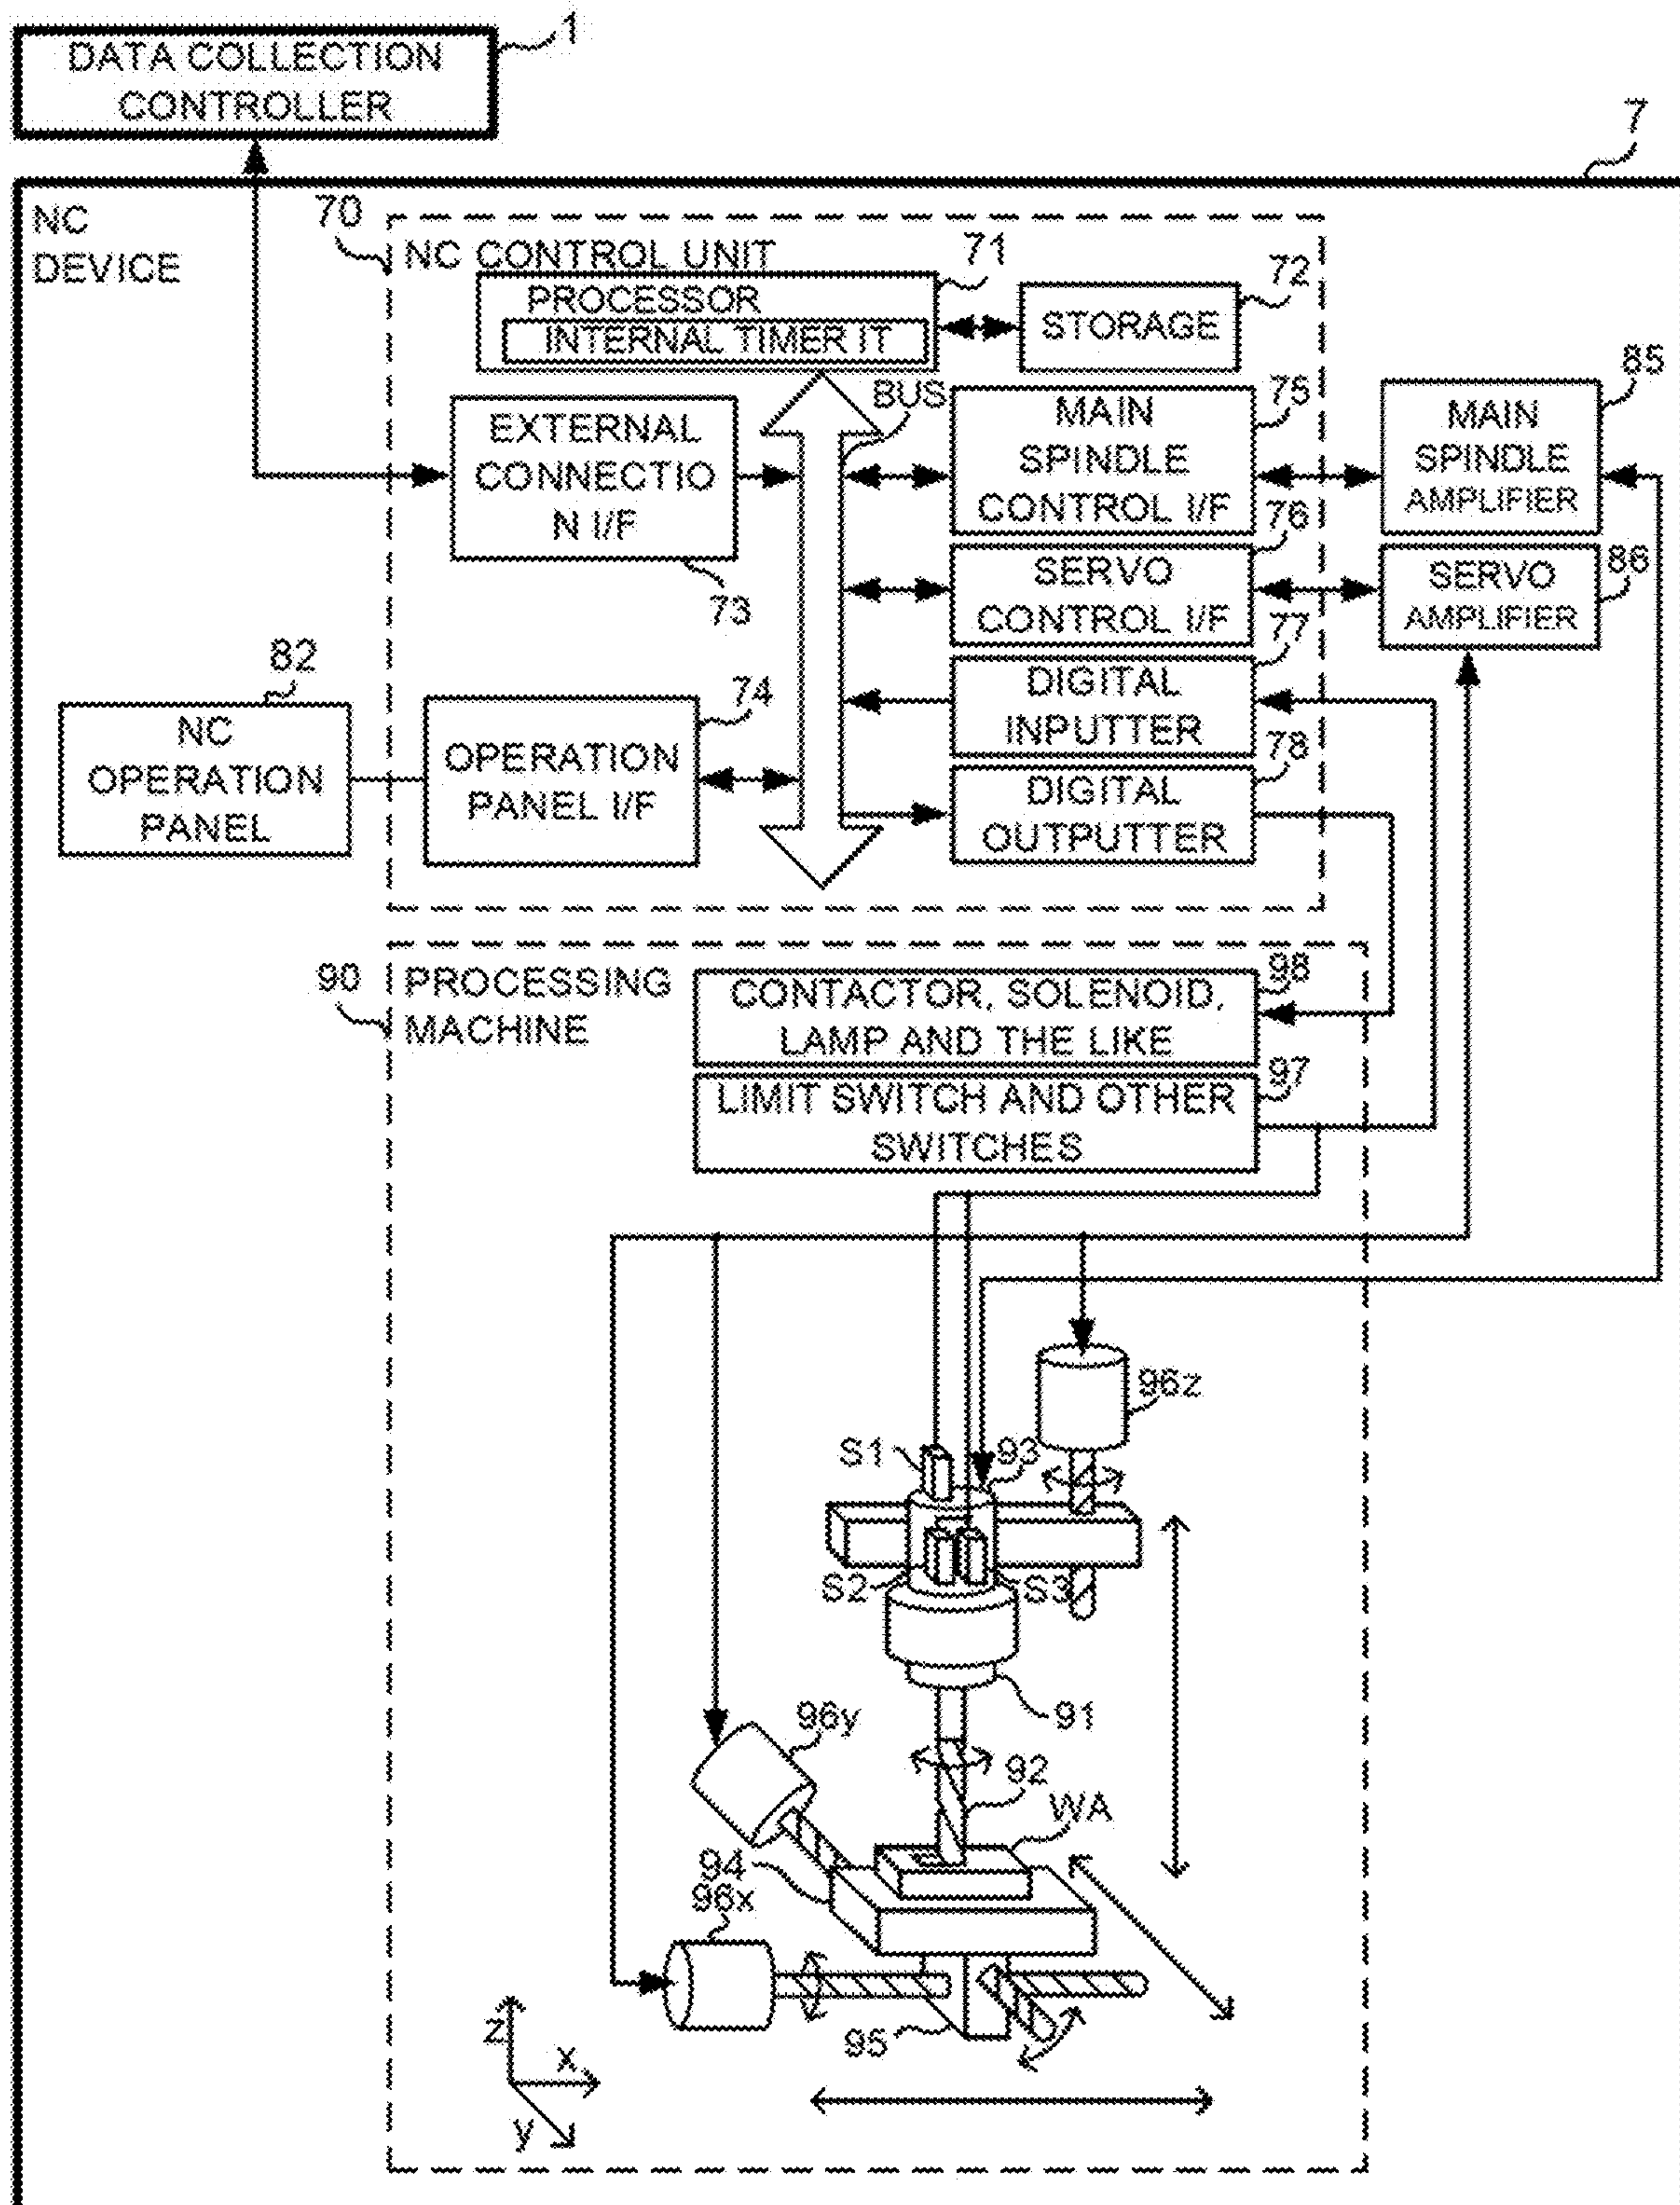 DATA COLLECTION
CONTROLLER
1
7
NC
DEVICE
70
NC CONTROL UNIT
71
PROCESSOR
INTERNAL TIMER IT
72
STORAGE
BUS
EXTERNAL
CONNECTIO
N I/F
73
75
MAIN
SPINDLE
CONTROL I/F
85
MAIN
SPINDLE
AMPLIFIER
76
SERVO
CONTROL I/F
86
SERVO
AMPLIFIER
77
DIGITAL
INPUTTER
82
NC
OPERATION
PANEL
74
OPERATION
PANEL I/F
78
DIGITAL
OUTPUTTER
90
PROCESSING
MACHINE
98
CONTACTOR, SOLENOID,
LAMP AND THE LIKE
97
LIMIT SWITCH AND OTHER
SWITCHES
96z
S1
93
S2
S3
91
96y
92
WA
94
96x
95
z
x
y